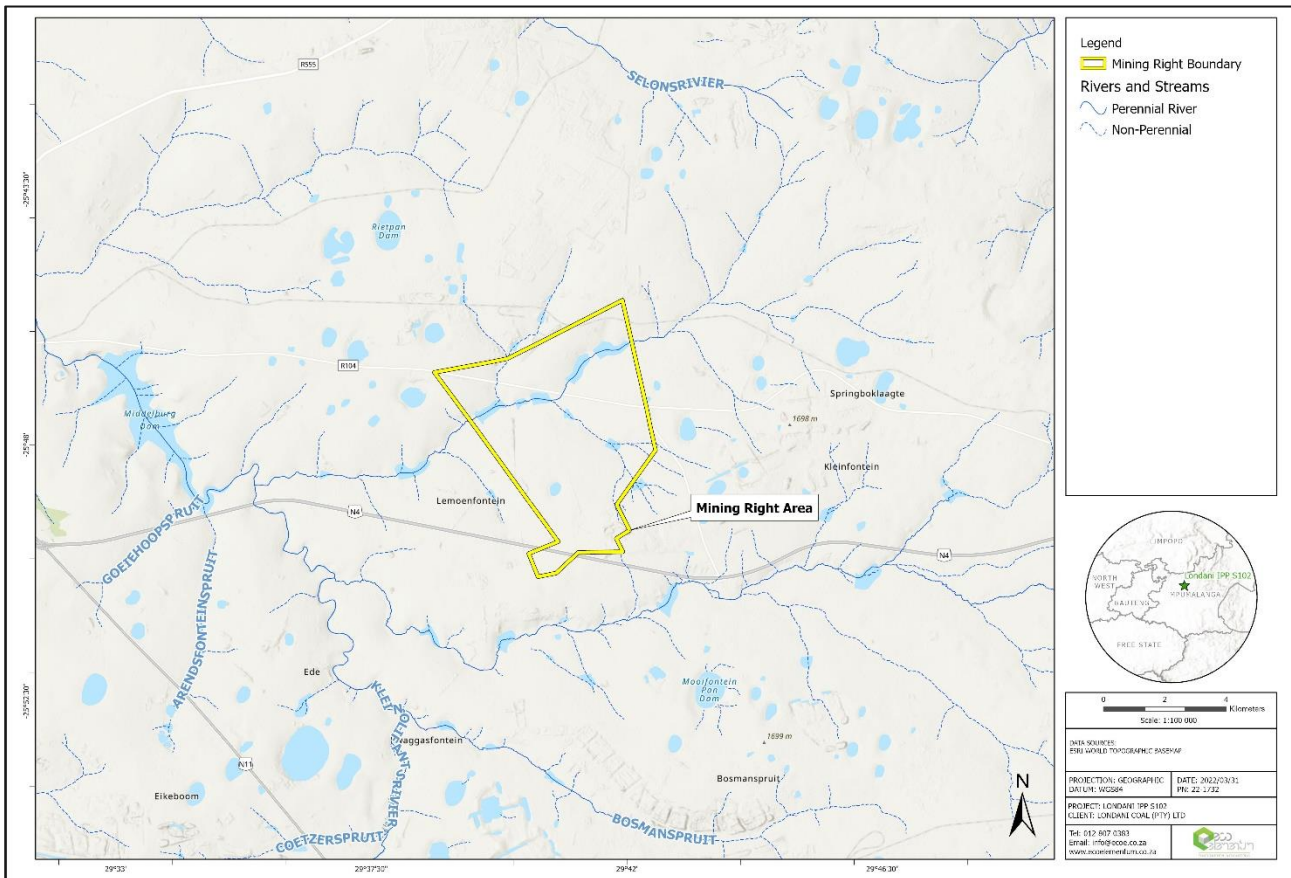 R555
SELONSRIVIER
Rietpan
Dam
R104
Middelburg
Dam
Springboklaagte
1698 m
Kleinfontein
Lemoenfontein
N4
Mining Right Area
N4
GOEIEHOOPSPRUIT
ARENDSFONTEINSPRUIT
Ede
KLEIN OLIFANTSRIVIER
Mooifontein
Pan
Dam
1699 m
N11
Eikeboom
Bosmanspruit
BOSMANSPRUIT
COETZERSPRUIT
N
-25°43'30"
-25°48'
-25°52'30"
29°33'
29°37'30"
29°42'
29°46'30"
Legend
Mining Right Boundary
Rivers and Streams
Perennial River
Non-Perennial
LIMPOPO
NORTH
WEST
GAUTENG
MPUMALANGA
FREE STATE
Londani IPP S102
0 2 4
Kilometers
Scale: 1:100 000
DATA SOURCES:
ESRI WORLD TOPOGRAPHIC BASEMAP
PROJECTION: GEOGRAPHIC
DATUM: WGS84
DATE: 2022/03/31
PN: 22-1732
PROJECT: LONDANI IPP S102
CLIENT: LONDANI COAL (PTY) LTD
Tel: 012 807 0383
Email: info@ecoe.co.za
www.ecoelementum.co.za
eco
elementum